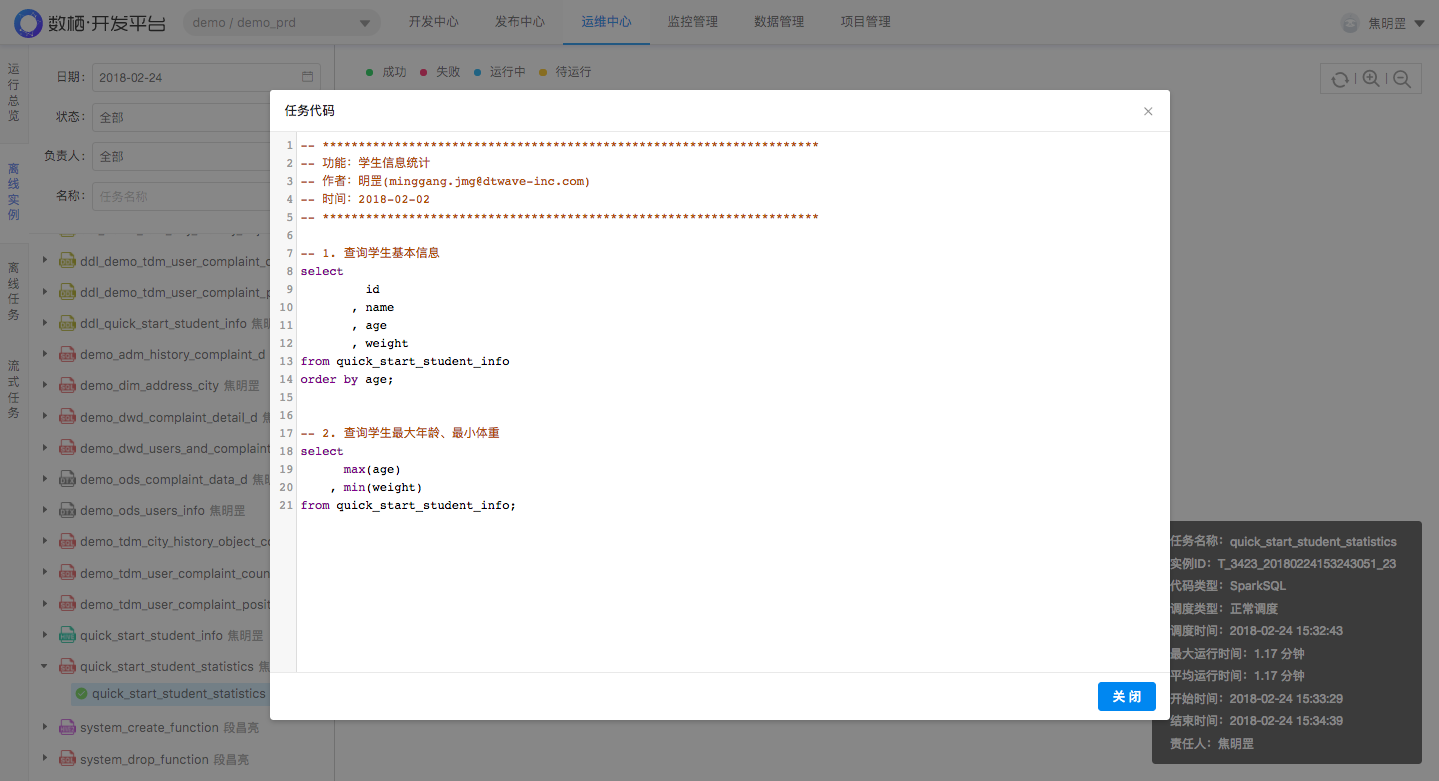 数栖·开发平台
demo / demo_prd
开发中心
发布中心
运维中心
监控管理
数据管理
项目管理
焦明罡
运行总览
离线实例
离线任务
流式任务
日期:
2018-02-24
状态:
全部
负责人:
全部
名称:
任务名称
成功
失败
运行中
待运行
ddl_demo_tdm_user_complaint_
ddl_demo_tdm_user_complaint_
ddl_quick_start_student_info
demo_adm_history_complaint_d
demo_dim_address_city 焦明罡
demo_dwd_complaint_detail_d
demo_dwd_users_and_complaint
demo_ods_complaint_data_d
demo_ods_users_info 焦明罡
demo_tdm_city_history_object_
demo_tdm_user_complaint_coun
demo_tdm_user_complaint_posit
quick_start_student_info 焦明罡
quick_start_student_statistics
quick_start_student_statistics
system_create_function 段昌亮
system_drop_function 段昌亮
任务代码
×
1 -- *********************************************************************
2 -- 功能: 学生信息统计
3 -- 作者: 明罡(minggang.jmg@dtwave-inc.com)
4 -- 时间: 2018-02-02
5 -- *********************************************************************
6
7 -- 1. 查询学生基本信息
8 select
9 id
10 , name
11 , age
12 , weight
13 from quick_start_student_info
14 order by age;
15
16
17 -- 2. 查询学生最大年龄、最小体重
18 select
19 max(age)
20 , min(weight)
21 from quick_start_student_info;
关 闭
任务名称: quick_start_student_statistics
实例ID: T_3423_20180224153243051_23
代码类型: SparkSQL
调度类型: 正常调度
调度时间: 2018-02-24 15:32:43
最大运行时间: 1.17 分钟
平均运行时间: 1.17 分钟
开始时间: 2018-02-24 15:33:29
结束时间: 2018-02-24 15:34:39
责任人: 焦明罡